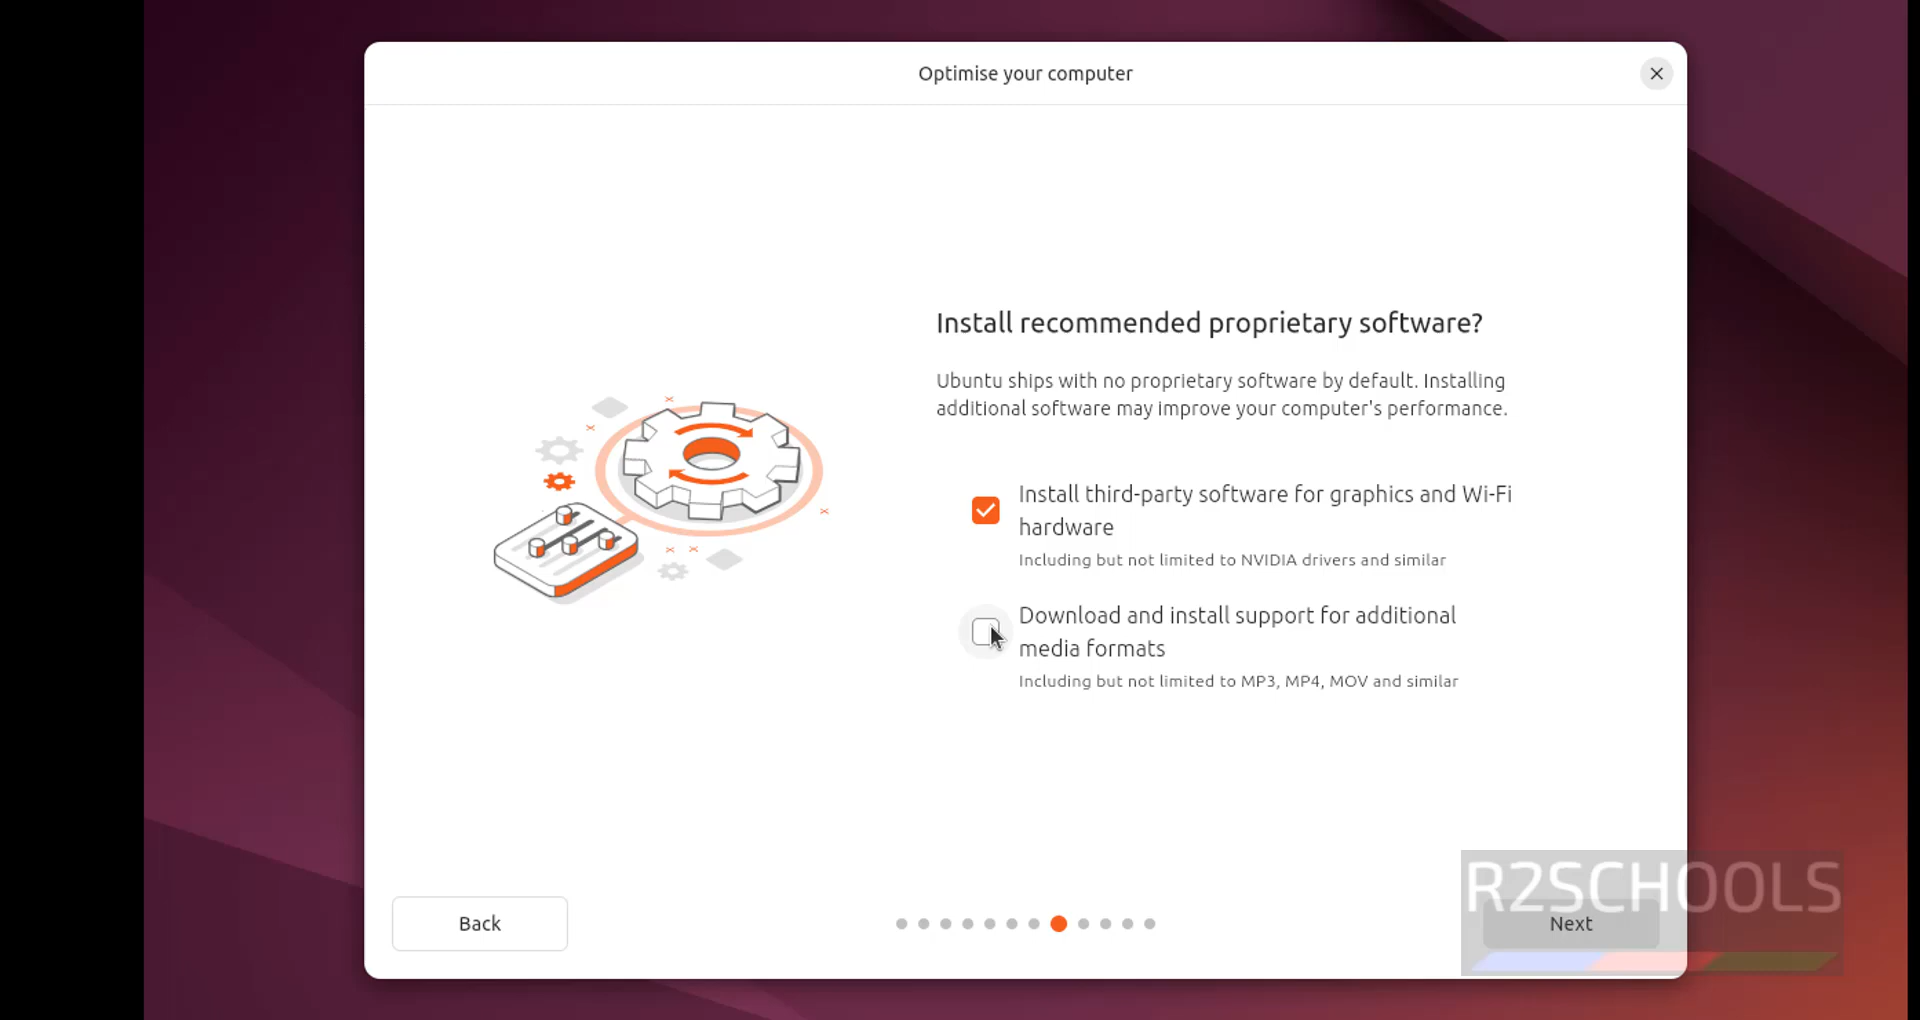 Optimise your computer
Install recommended proprietary software?
Ubuntu ships with no proprietary software by default. Installing
additional software may improve your computer's performance.
Install third-party software for graphics and Wi-Fi
hardware
Including but not limited to NVIDIA drivers and similar
Download and install support for additional
media formats
Including but not limited to MP3, MP4, MOV and similar
R2SCHOOLS
Back
Next